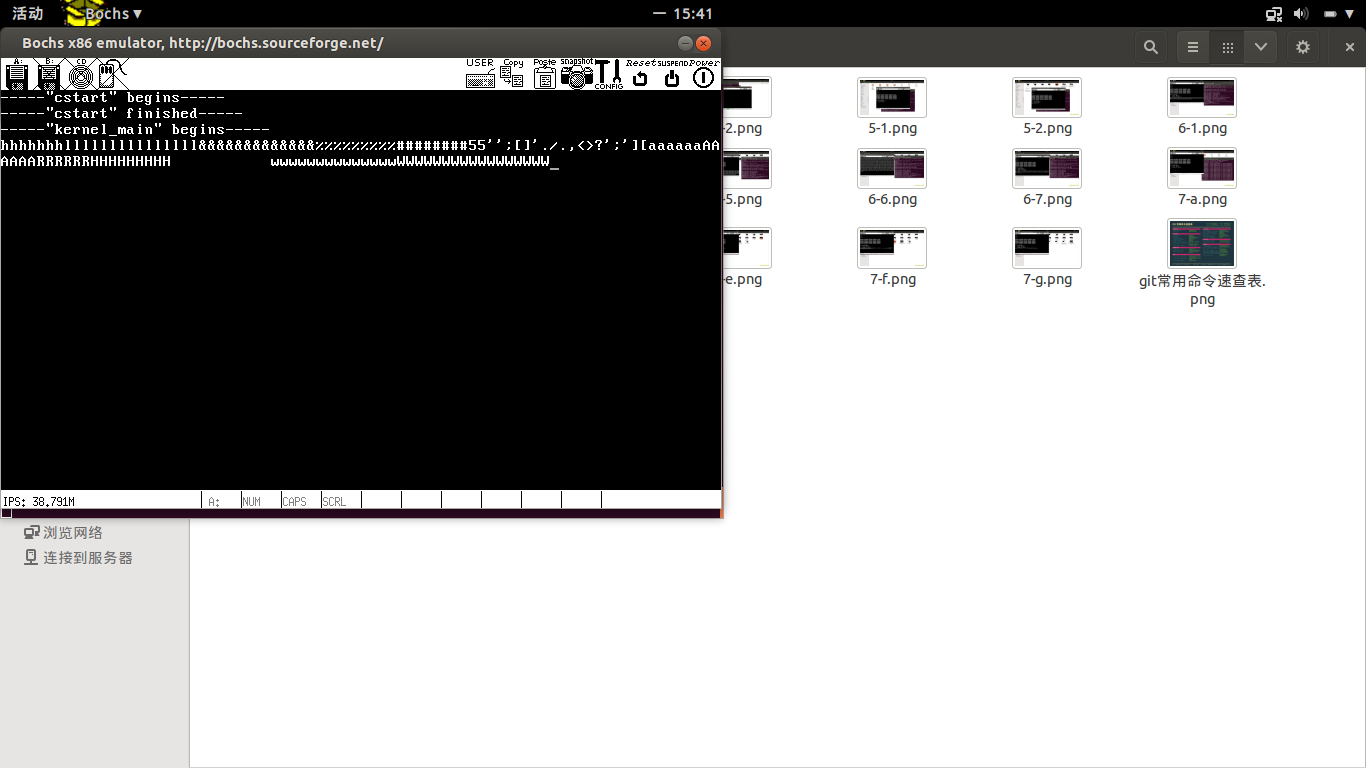 活动
Bochs ▼
一 15:41
Bochs x86 emulator, http://bochs.sourceforge.net/
A: B: CD USER Copy Paste snapshot CONFIG Reset SUSPEND Power
-----"cstart" begins-----
-----"cstart" finished-----
-----"kernel_main" begins-----
hhhhhhhlllllllllllllll&&&&&&&&&&&&&%%%%%%%%%########55'';[]'./.,<>?';'][aaaaaaAA
AAAARRRRRRHHHHHHHHH           wwwwwwwwwwwwwwWWWWWWWWWWWWWWWWW_
IPS: 38.791M A: NUM CAPS SCRL
-2.png 5-1.png 5-2.png 6-1.png
-5.png 6-6.png 6-7.png 7-a.png
-e.png 7-f.png 7-g.png git常用命令速查表.
png
浏览网络
连接到服务器